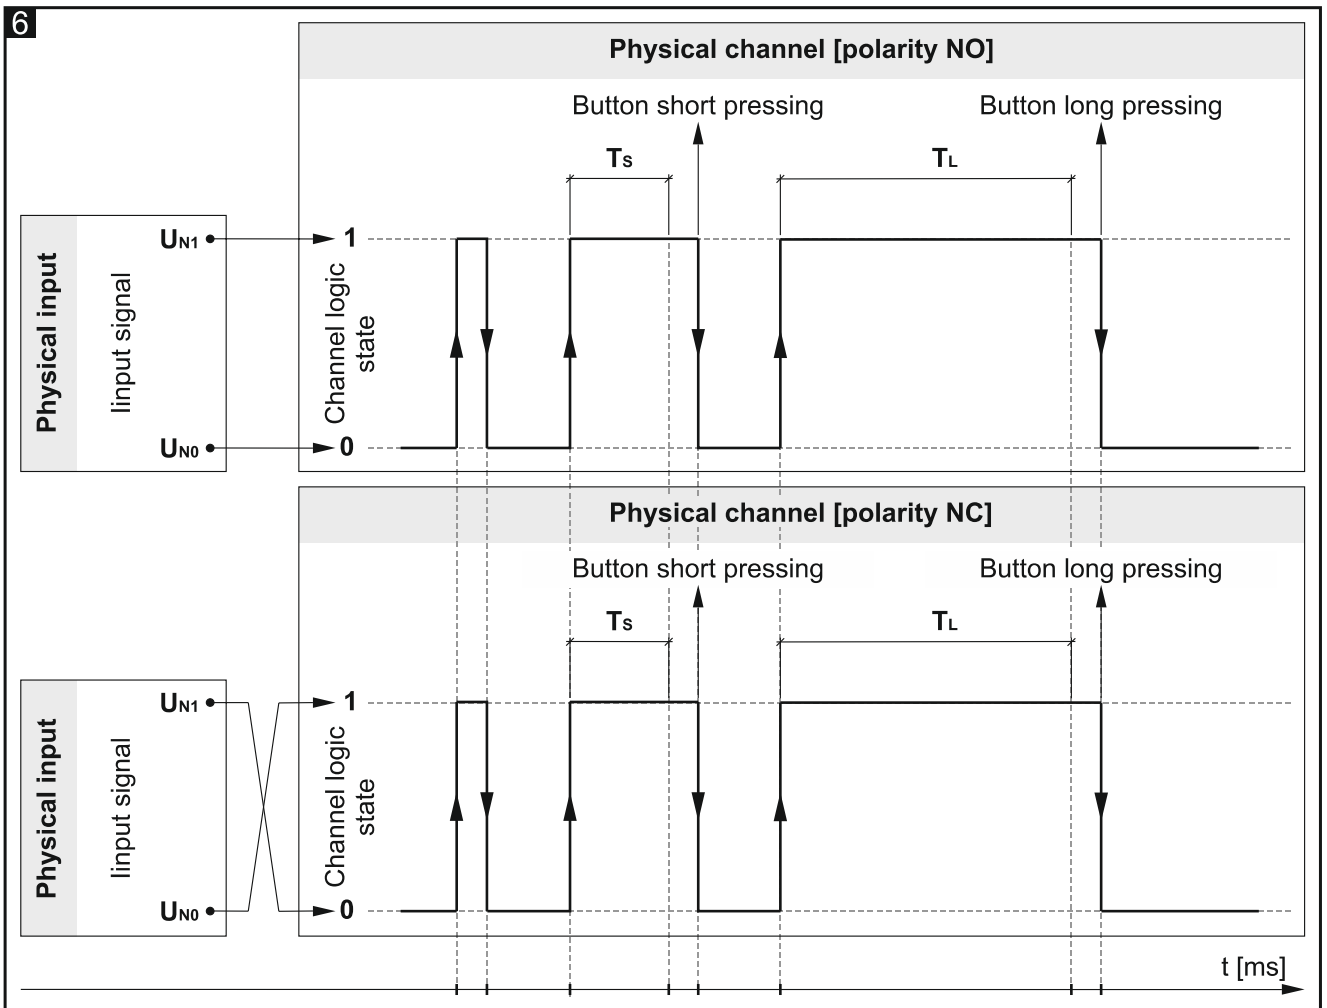 6
Physical channel [polarity NO]
Button short pressing
Button long pressing
TS
TL
Physical input
Iinput signal
UN1
UN0
1
Channel logic
state
0
Physical channel [polarity NC]
Button short pressing
Button long pressing
TS
TL
Physical input
Iinput signal
UN1
UN0
1
Channel logic
state
0
t [ms]